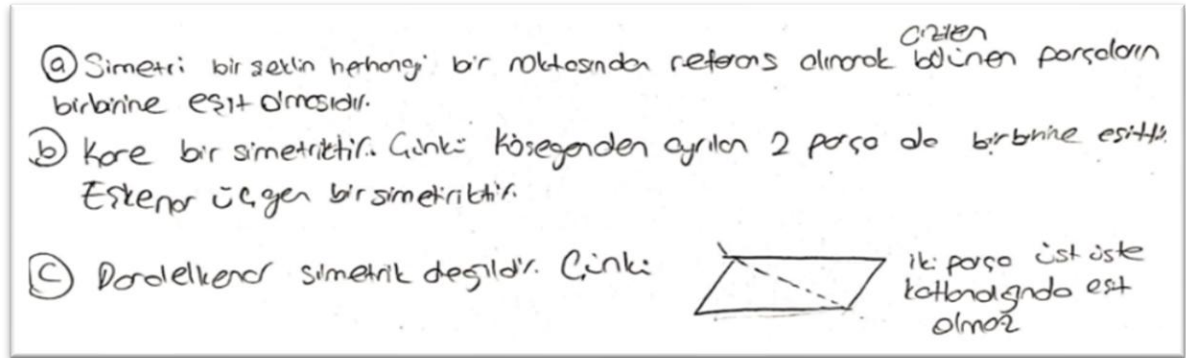 çizilen
ⓐ Simetri bir şeklin herhangi bir noktasından referans alınarak bölünen parçaların
birbirine eşit olmasıdır.
ⓑ Kare bir simetriktir. Çünkü köşegenden ayrılan 2 parça da birbirine eşittir.
Eşkenar üçgen bir simetriktir.
ⓒ Paralelkenar simetrik değildir. Çünkü
iki parça üst üste
katlandığında eşit
olmaz